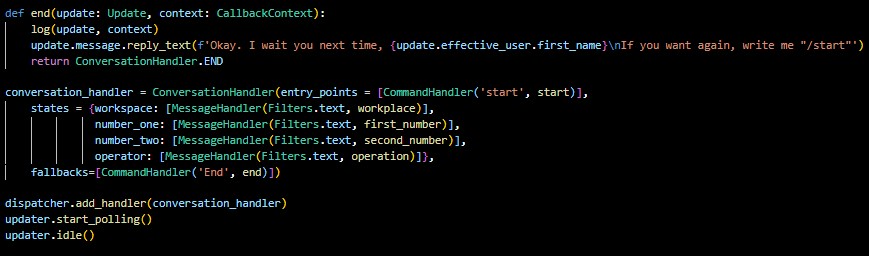 def end(update: Update, context: CallbackContext):
    log(update, context)
    update.message.reply_text(f'Okay. I wait you next time, {update.effective_user.first_name}\nIf you want again, write me "/start"')
    return ConversationHandler.END

conversation_handler = ConversationHandler(entry_points = [CommandHandler('start', start)],
    states = {workspace: [MessageHandler(Filters.text, workplace)],
              number_one: [MessageHandler(Filters.text, first_number)],
              number_two: [MessageHandler(Filters.text, second_number)],
              operator: [MessageHandler(Filters.text, operation)]},
    fallbacks=[CommandHandler('End', end)])

dispatcher.add_handler(conversation_handler)
updater.start_polling()
updater.idle()